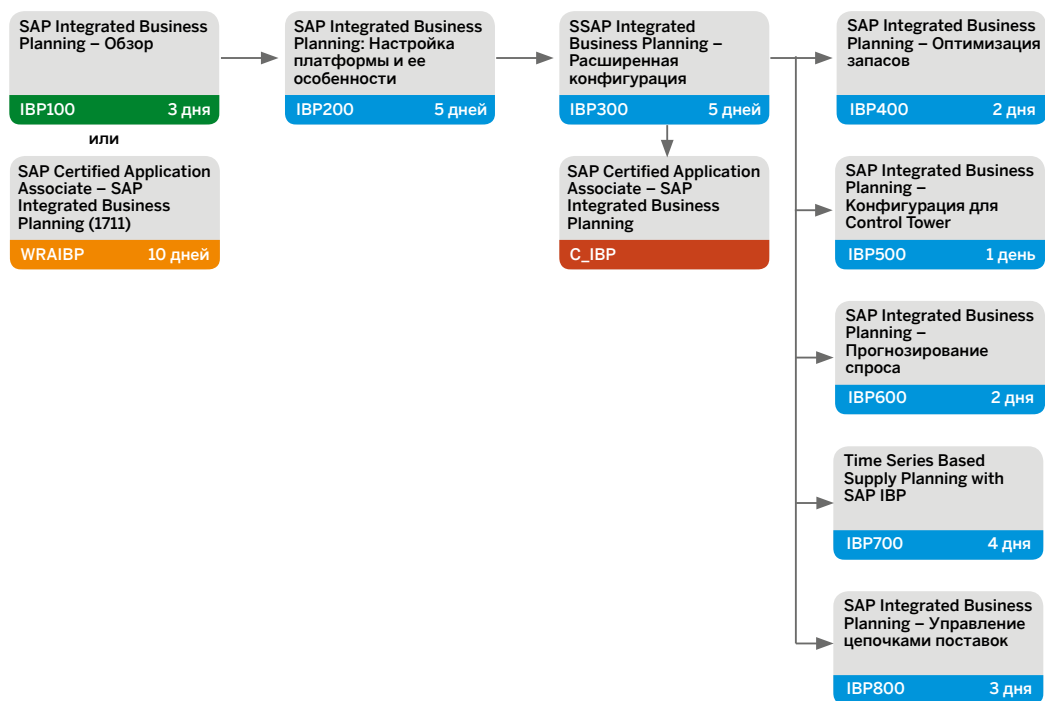 SAP Integrated Business
Planning – Обзор
IBP100 3 дня
или
SAP Certified Application
Associate – SAP
Integrated Business
Planning (1711)
WRAIBP 10 дней
SAP Integrated Business
Planning: Настройка
платформы и ее
особенности
IBP200 5 дней
SSAP Integrated
Business Planning –
Расширенная
конфигурация
IBP300 5 дней
SAP Certified Application
Associate – SAP
Integrated Business
Planning
C_IBP
SAP Integrated Business
Planning – Оптимизация
запасов
IBP400 2 дня
SAP Integrated Business
Planning –
Конфигурация для
Control Tower
IBP500 1 день
SAP Integrated Business
Planning –
Прогнозирование
спроса
IBP600 2 дня
Time Series Based
Supply Planning with
SAP IBP
IBP700 4 дня
SAP Integrated Business
Planning – Управление
цепочками поставок
IBP800 3 дня